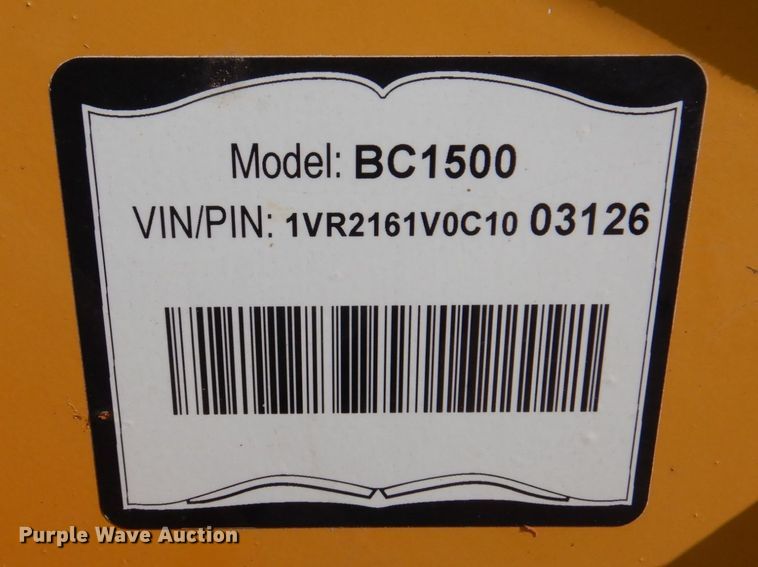 Model: BC1500
VIN/PIN: 1VR2161V0C10 03126
Purple Wave Auction